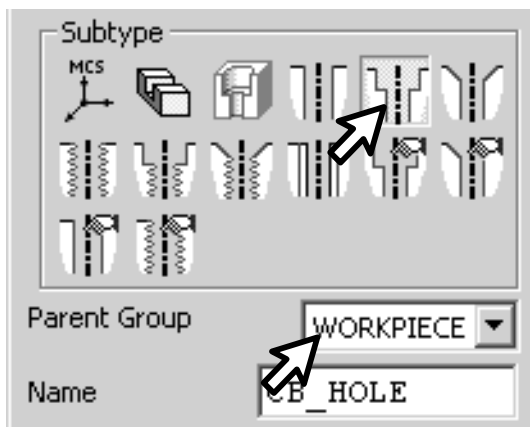 Subtype
MCS
Parent Group
WORKPIECE
Name
CB_HOLE